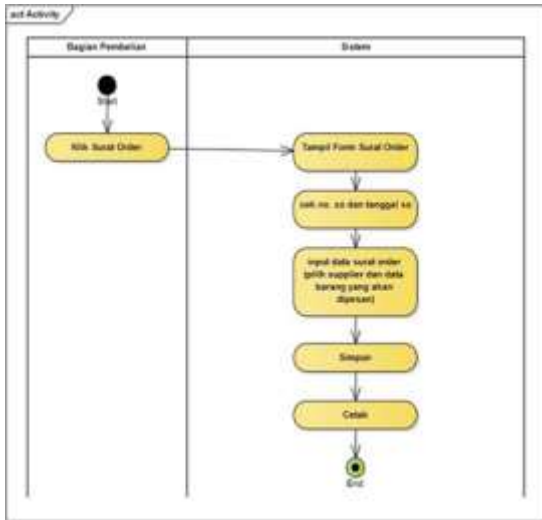 act Activity
Bagian Pembelian
Sistem
Start
Klik Surat Order
Tampil Form Surat Order
cek no. so dan tanggal so
input data surat order
(pilih supplier dan data
barang yang akan
dipesan)
Simpan
Cetak
End